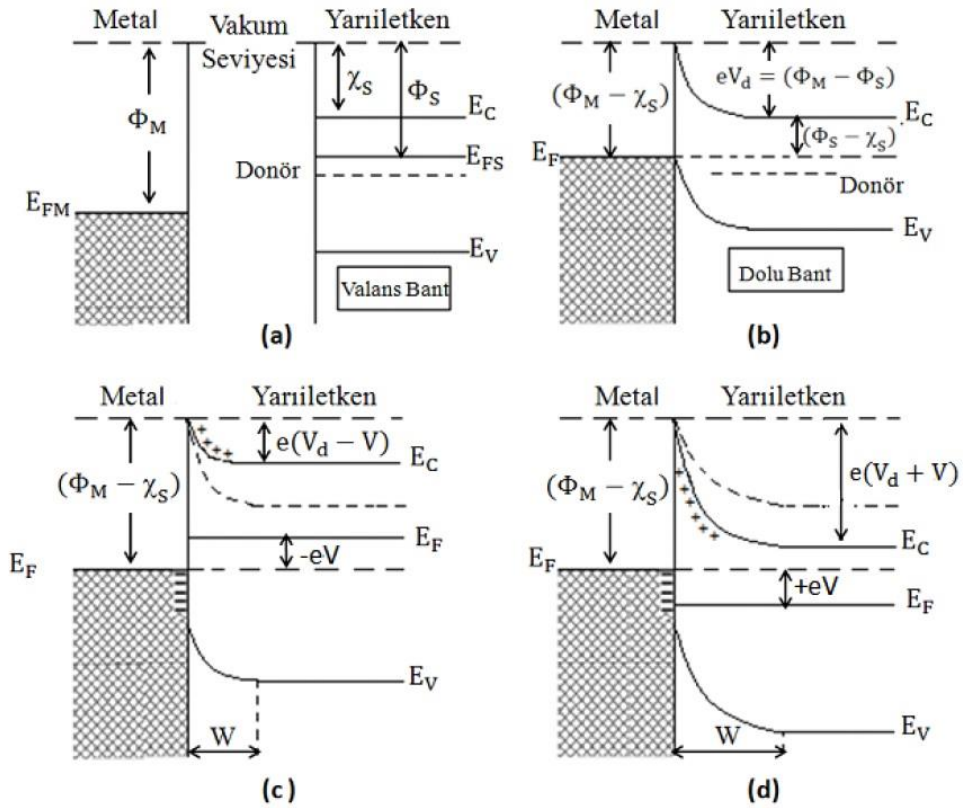 Metal Vakum Yarıiletken
Seviyesi
Φ_M
χ_S
Φ_S
E_C
E_FS
Donör
E_FM
E_V
Valans Bant
(a)
Metal Yarıiletken
(Φ_M − χ_S)
eV_d = (Φ_M − Φ_S)
E_C
(Φ_S − χ_S)
E_F
Donör
E_V
Dolu Bant
(b)
Metal Yarıiletken
++++
e(V_d − V)
E_C
(Φ_M − χ_S)
E_F
-eV
E_F
E_V
W
(c)
Metal Yarıiletken
(Φ_M − χ_S)
e(V_d + V)
E_C
E_F
+eV
E_F
E_V
W
(d)